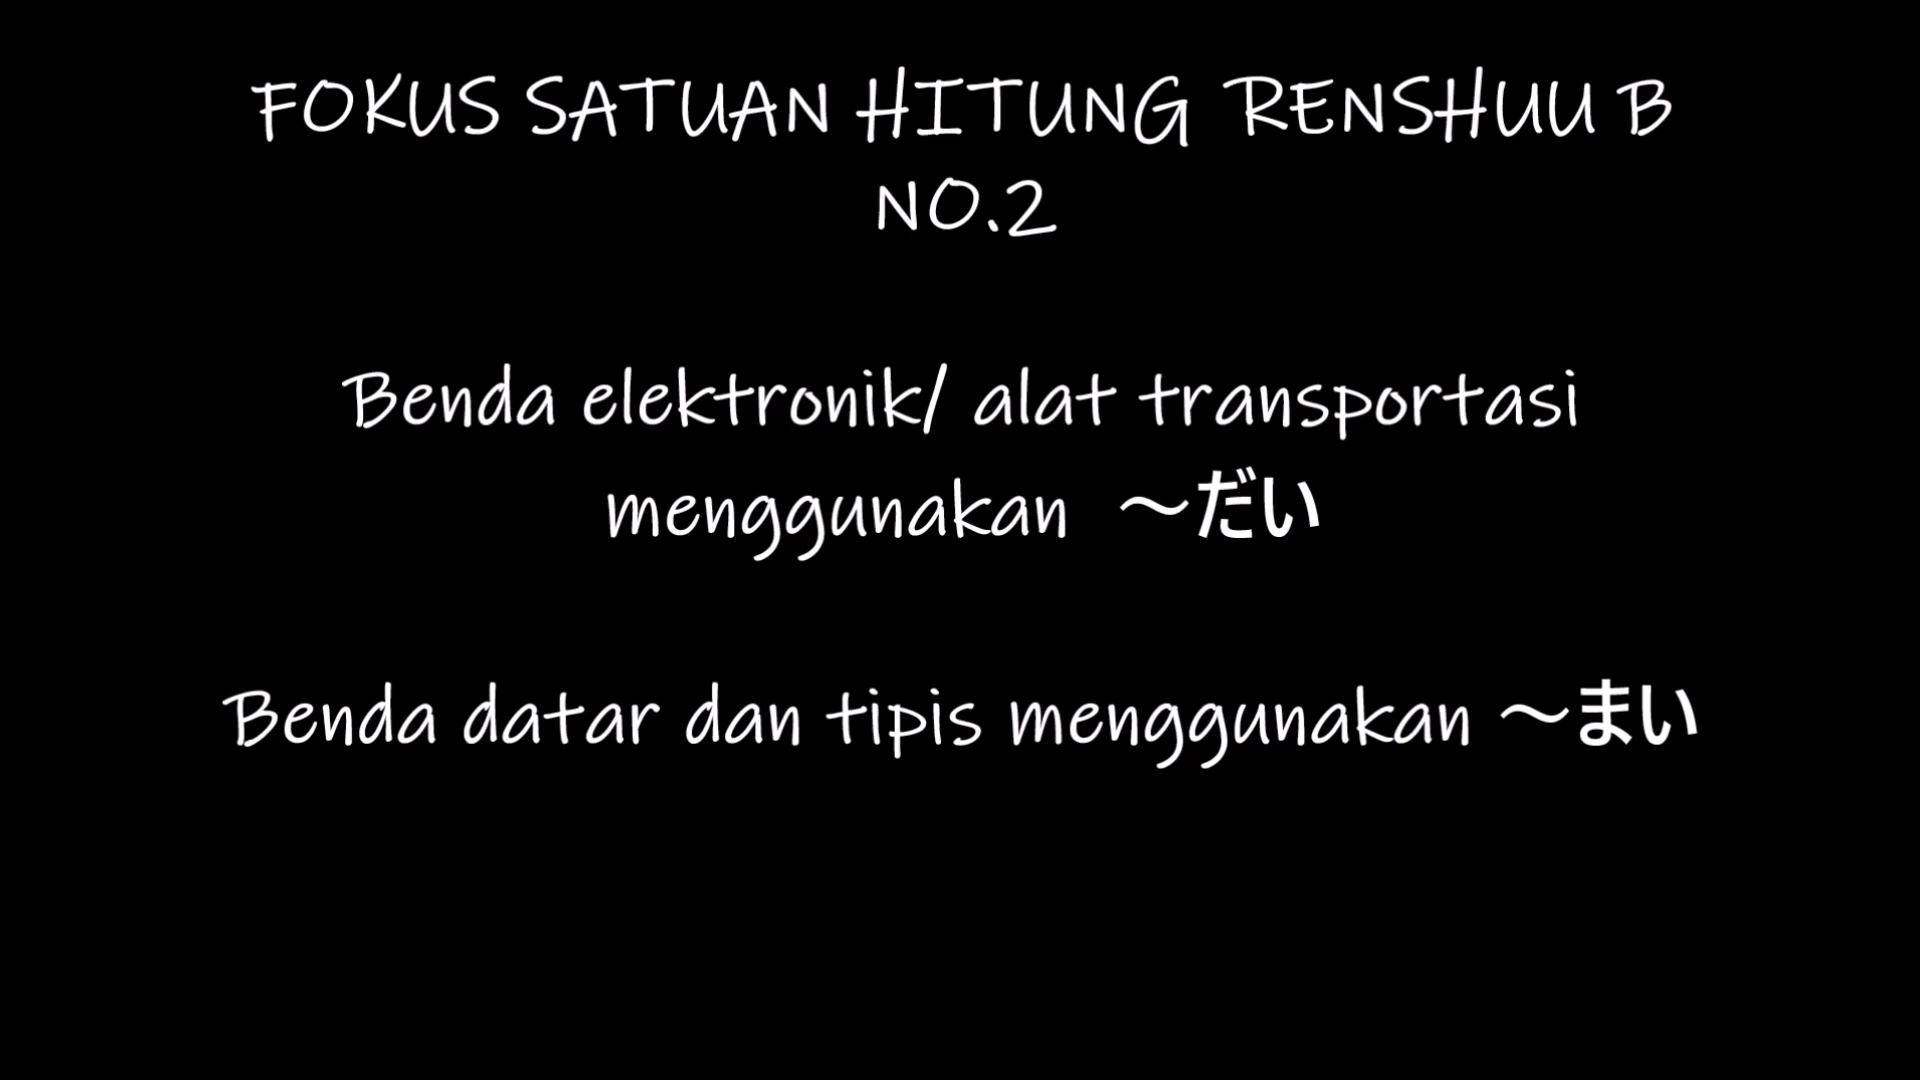 FOKUS SATUAN HITUNG RENSHUU B
NO.2
Benda elektronik/ alat transportasi
menggunakan ～だい
Benda datar dan tipis menggunakan ～まい